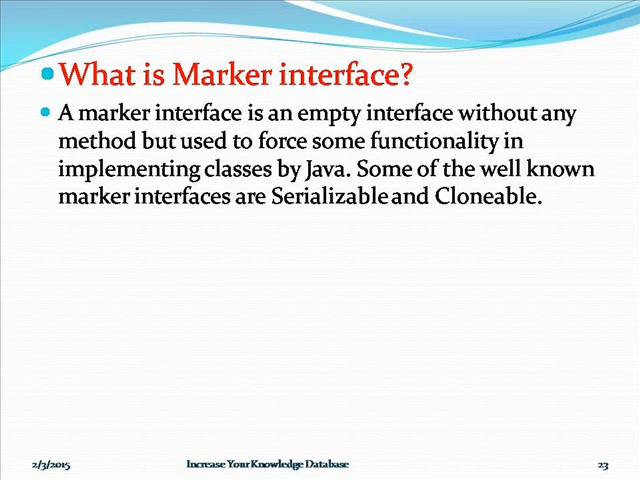 What is Marker interface?
A marker interface is an empty interface without any
method but used to force some functionality in
implementing classes by Java. Some of the well known
marker interfaces are Serializable and Cloneable.
2/3/2015 Increase Your Knowledge Database 23